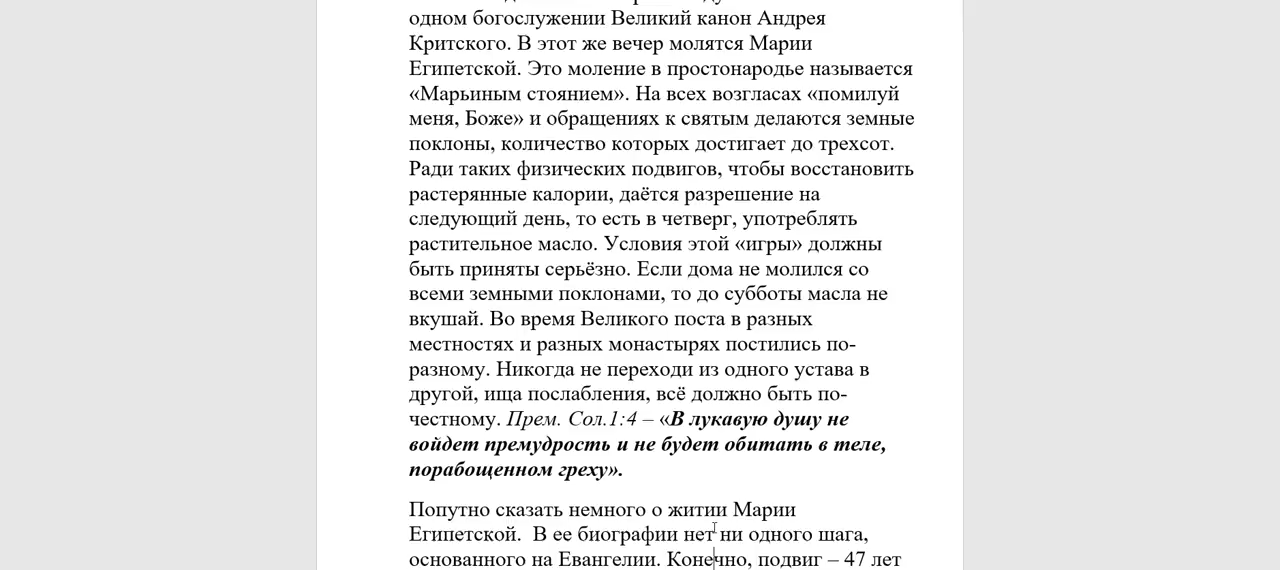 одном богослужении Великий канон Андрея
Критского. В этот же вечер молятся Марии
Египетской. Это моление в простонародье называется
«Марьиным стоянием». На всех возгласах «помилуй
меня, Боже» и обращениях к святым делаются земные
поклоны, количество которых достигает до трехсот.
Ради таких физических подвигов, чтобы восстановить
растерянные калории, даётся разрешение на
следующий день, то есть в четверг, употреблять
растительное масло. Условия этой «игры» должны
быть приняты серьёзно. Если дома не молился со
всеми земными поклонами, то до субботы масла не
вкушай. Во время Великого поста в разных
местностях и разных монастырях постились по-
разному. Никогда не переходи из одного устава в
другой, ища послабления, всё должно быть по-
честному. Прем. Сол.1:4 – «В лукавую душу не
войдет премудрость и не будет обитать в теле,
порабощенном греху».
Попутно сказать немного о житии Марии
Египетской.  В ее биографии нет ни одного шага,
основанного на Евангелии. Конечно, подвиг – 47 лет